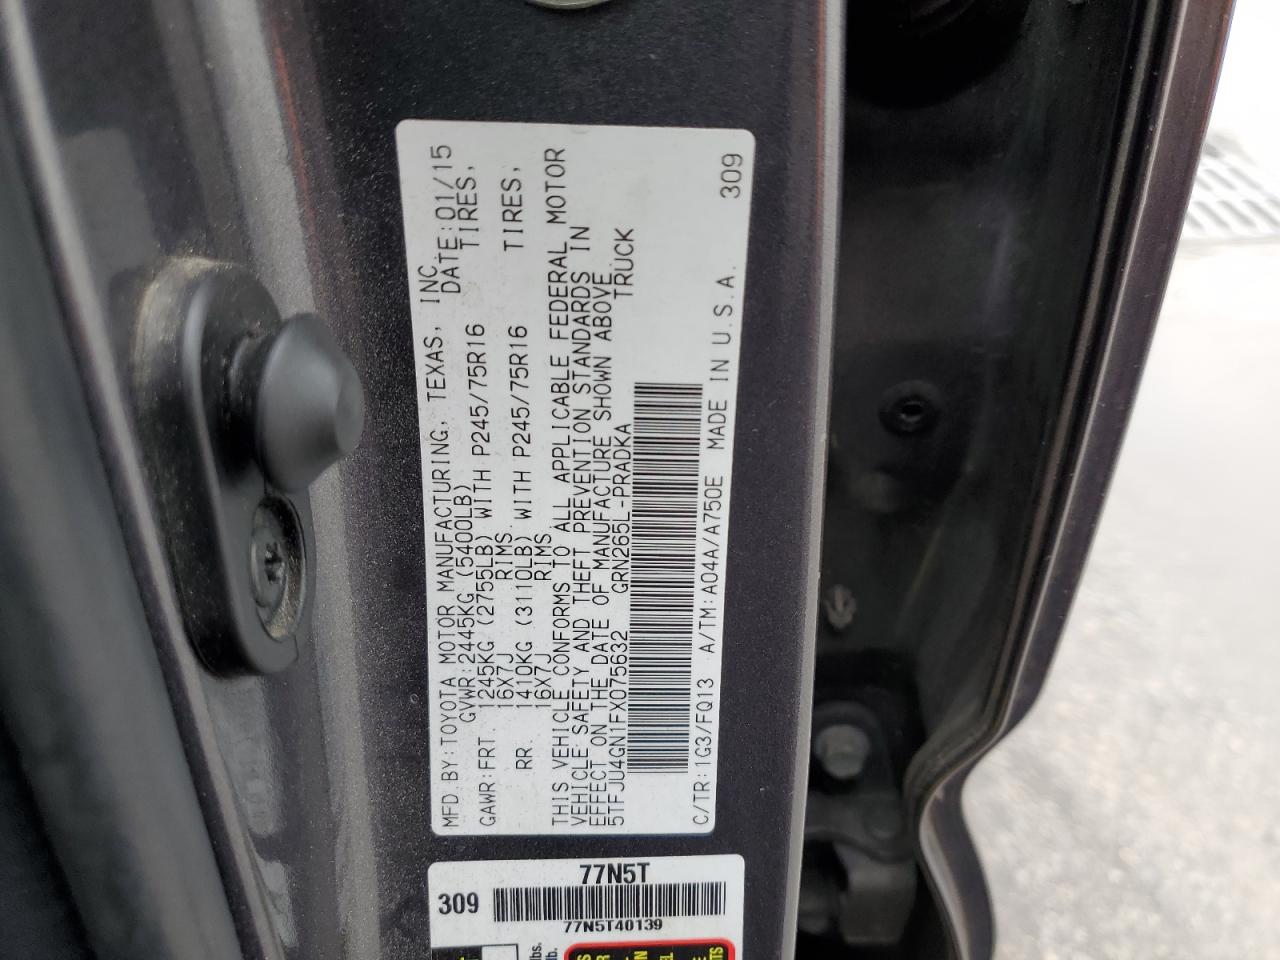 MFD.BY:TOYOTA MOTOR MANUFACTURING, TEXAS, INC.
GVWR:2445KG (5400LB) DATE:01/15
GAWR:FRT. 1245KG (2755LB) WITH P245/75R16 TIRES,
16X7J RIMS.
RR. 1410KG (3110LB) WITH P245/75R16 TIRES,
16X7J RIMS.
THIS VEHICLE CONFORMS TO ALL APPLICABLE FEDERAL MOTOR
VEHICLE SAFETY AND THEFT PREVENTION STANDARDS IN
EFFECT ON THE DATE OF MANUFACTURE SHOWN ABOVE.
5TFJU4GN1FX075632 GRN265L-PRADKA TRUCK
C/TR:1G3/FQ13 A/TM:A04A/A750E MADE IN U.S.A. 309
77N5T
309
77N5T40139
lbs.
lb.